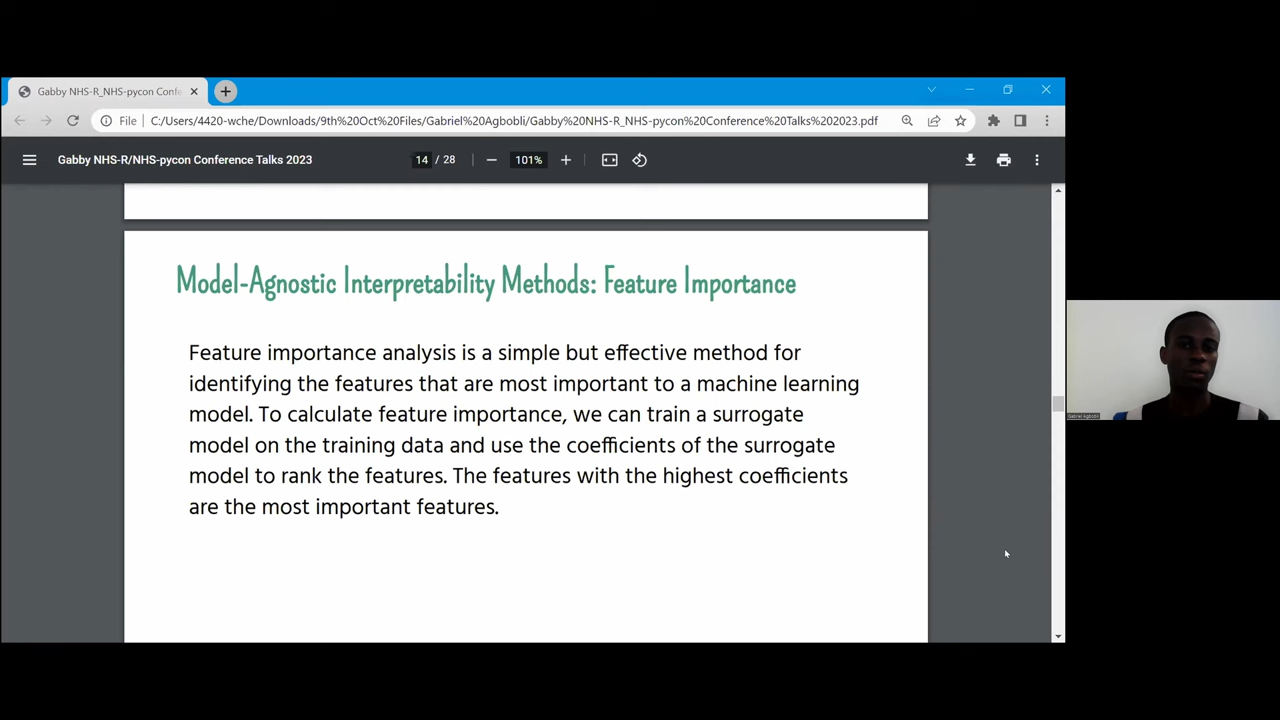 Gabby NHS-R_NHS-pycon Confe
File C:/Users/4420-wche/Downloads/9th%20Oct%20Files/Gabriel%20Agbobli/Gabby%20NHS-R_NHS-pycon%20Conference%20Talks%202023.pdf
Gabby NHS-R/NHS-pycon Conference Talks 2023 14 / 28 101%
Model-Agnostic Interpretability Methods: Feature Importance
Feature importance analysis is a simple but effective method for
identifying the features that are most important to a machine learning
model. To calculate feature importance, we can train a surrogate
model on the training data and use the coefficients of the surrogate
model to rank the features. The features with the highest coefficients
are the most important features.
Gabriel Agbobli